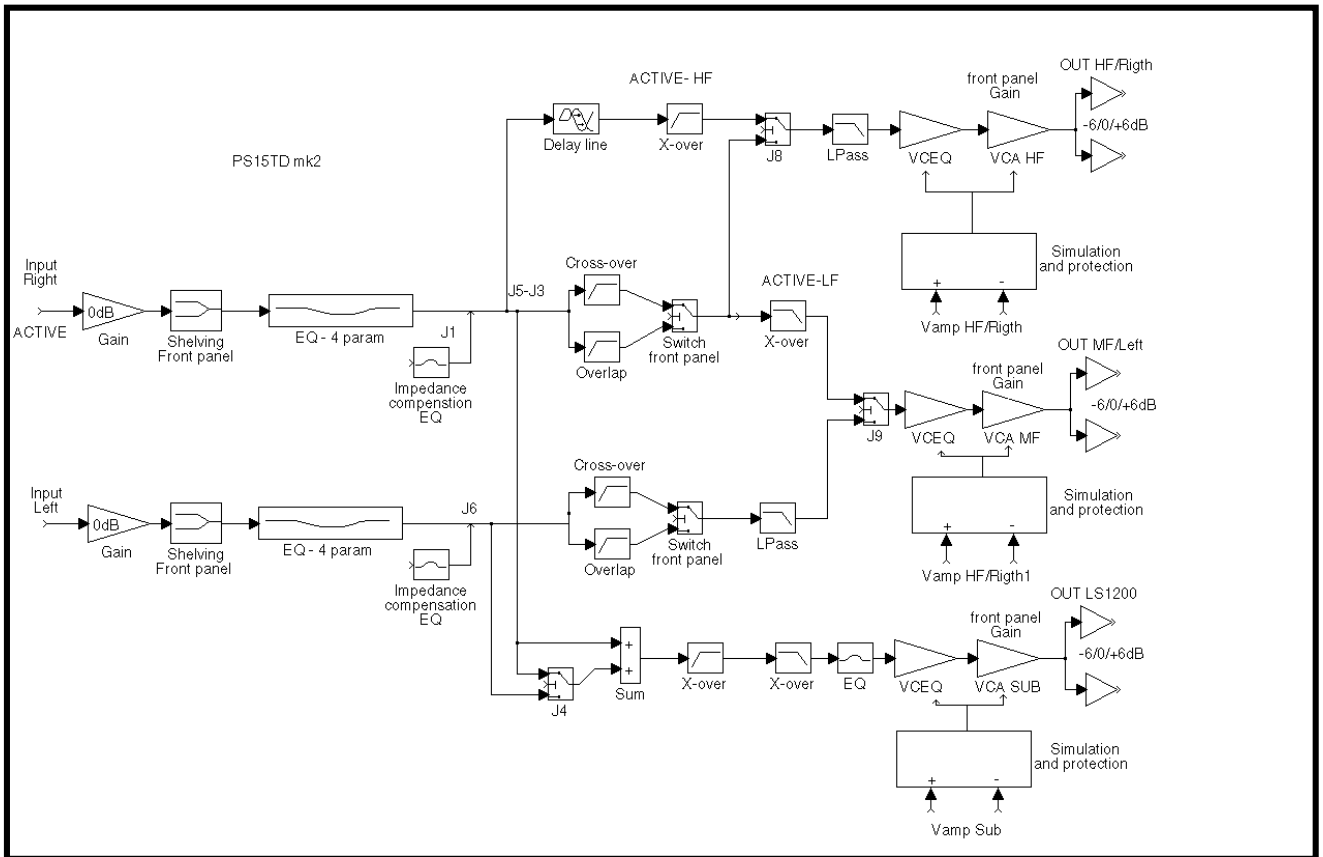 OUT HF/Rigth
ACTIVE- HF
front panel
Gain
-6/0/+6dB
Delay line
X-over
J8
LPass
VCEQ
VCA HF
PS15TD mk2
Simulation
and protection
+ -
Vamp HF/Rigth
Input
Right
ACTIVE
0dB
Gain
Shelving
Front panel
EQ - 4 param
J1
Impedance
compenstion
EQ
J5-J3
Cross-over
Overlap
Switch
front panel
ACTIVE-LF
X-over
OUT MF/Left
front panel
Gain
-6/0/+6dB
J9
VCEQ
VCA MF
Simulation
and protection
+ -
Vamp HF/Rigth1
Input
Left
0dB
Gain
Shelving
Front panel
EQ - 4 param
J6
Impedance
compensation
EQ
Cross-over
Overlap
Switch
front panel
LPass
OUT LS1200
front panel
Gain
-6/0/+6dB
J4
+
+
Sum
X-over
X-over
EQ
VCEQ
VCA SUB
Simulation
and protection
+ -
Vamp Sub